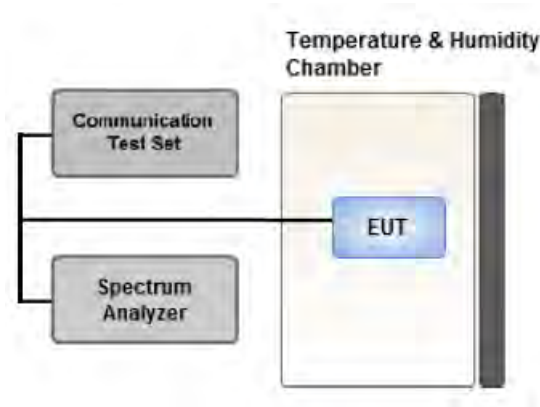 Temperature & Humidity
Chamber
Communication
Test Set
EUT
Spectrum
Analyzer